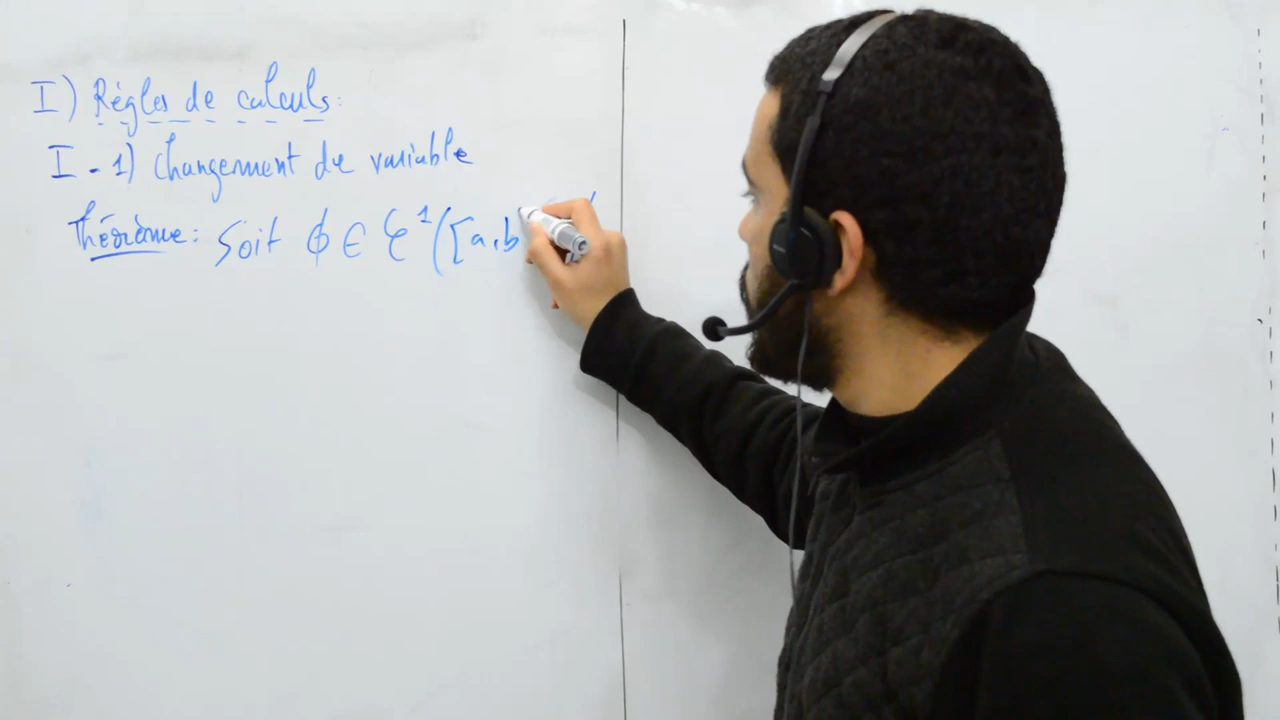 I) Règles de calculs:
I-1) Changement de variable
Théorème: Soit ϕ ∈ 𝒞¹([a,b